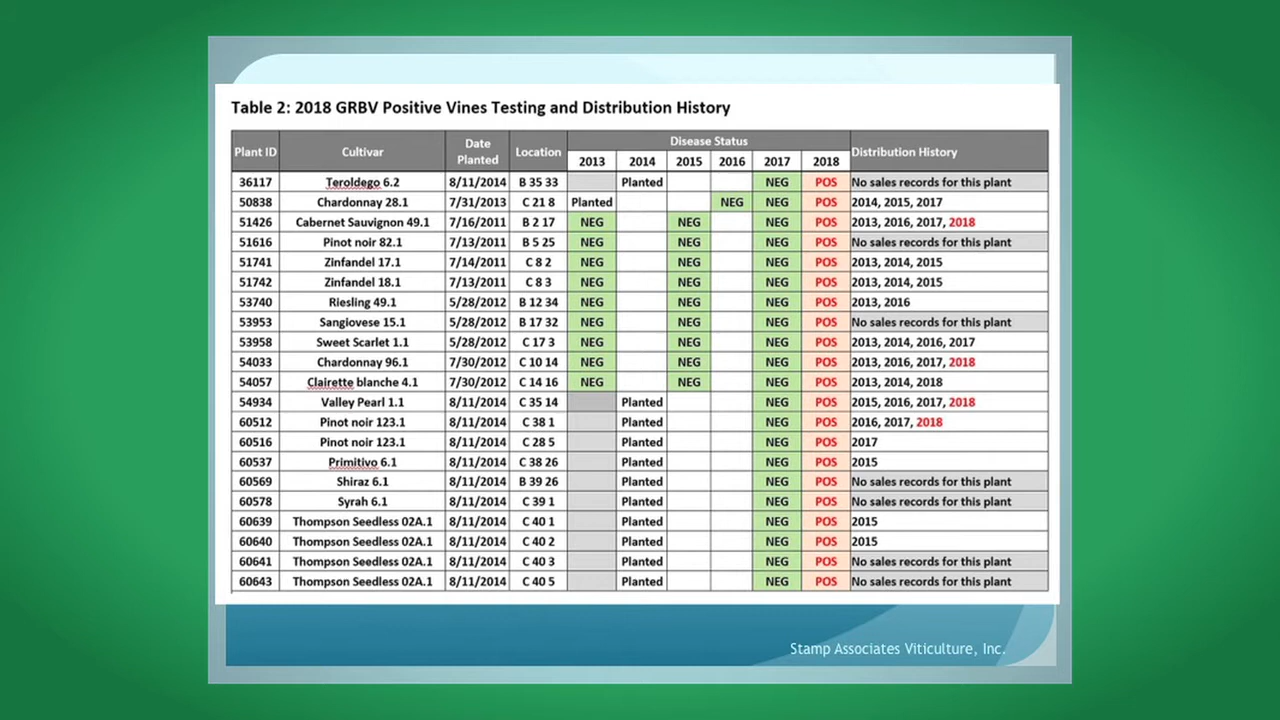 Table 2: 2018 GRBV Positive Vines Testing and Distribution History
Plant ID Cultivar Date Planted Location Disease Status Distribution History
2013 2014 2015 2016 2017 2018
36117 Teroldego 6.2 8/11/2014 B 35 33 Planted NEG POS No sales records for this plant
50838 Chardonnay 28.1 7/31/2013 C 21 8 Planted NEG NEG POS 2014, 2015, 2017
51426 Cabernet Sauvignon 49.1 7/16/2011 B 2 17 NEG NEG NEG POS 2013, 2016, 2017, 2018
51616 Pinot noir 82.1 7/13/2011 B 5 25 NEG NEG NEG POS No sales records for this plant
51741 Zinfandel 17.1 7/14/2011 C 8 2 NEG NEG NEG POS 2013, 2014, 2015
51742 Zinfandel 18.1 7/13/2011 C 8 3 NEG NEG NEG POS 2013, 2014, 2015
53740 Riesling 49.1 5/28/2012 B 12 34 NEG NEG NEG POS 2013, 2016
53953 Sangiovese 15.1 5/28/2012 B 17 32 NEG NEG NEG POS No sales records for this plant
53958 Sweet Scarlet 1.1 5/28/2012 C 17 3 NEG NEG NEG POS 2013, 2014, 2016, 2017
54033 Chardonnay 96.1 7/30/2012 C 10 14 NEG NEG NEG POS 2013, 2016, 2017, 2018
54057 Clairette blanche 4.1 7/30/2012 C 14 16 NEG NEG NEG POS 2013, 2014, 2018
54934 Valley Pearl 1.1 8/11/2014 C 35 14 Planted NEG POS 2015, 2016, 2017, 2018
60512 Pinot noir 123.1 8/11/2014 C 38 1 Planted NEG POS 2016, 2017, 2018
60516 Pinot noir 123.1 8/11/2014 C 28 5 Planted NEG POS 2017
60537 Primitivo 6.1 8/11/2014 C 38 26 Planted NEG POS 2015
60569 Shiraz 6.1 8/11/2014 B 39 26 Planted NEG POS No sales records for this plant
60578 Syrah 6.1 8/11/2014 C 39 1 Planted NEG POS No sales records for this plant
60639 Thompson Seedless 02A.1 8/11/2014 C 40 1 Planted NEG POS 2015
60640 Thompson Seedless 02A.1 8/11/2014 C 40 2 Planted NEG POS 2015
60641 Thompson Seedless 02A.1 8/11/2014 C 40 3 Planted NEG POS No sales records for this plant
60643 Thompson Seedless 02A.1 8/11/2014 C 40 5 Planted NEG POS No sales records for this plant
Stamp Associates Viticulture, Inc.